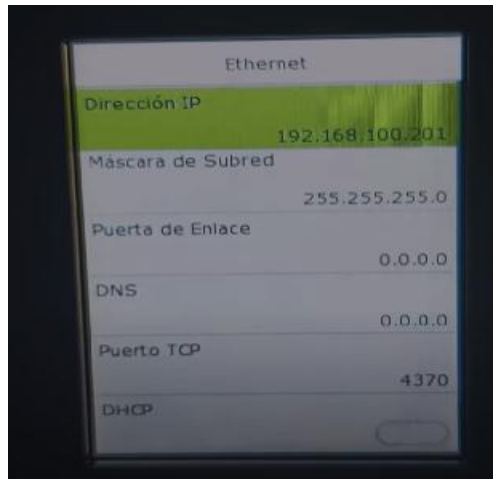 Ethernet
Dirección IP
192.168.100.201
Máscara de Subred
255.255.255.0
Puerta de Enlace
0.0.0.0
DNS
0.0.0.0
Puerto TCP
4370
DHCP